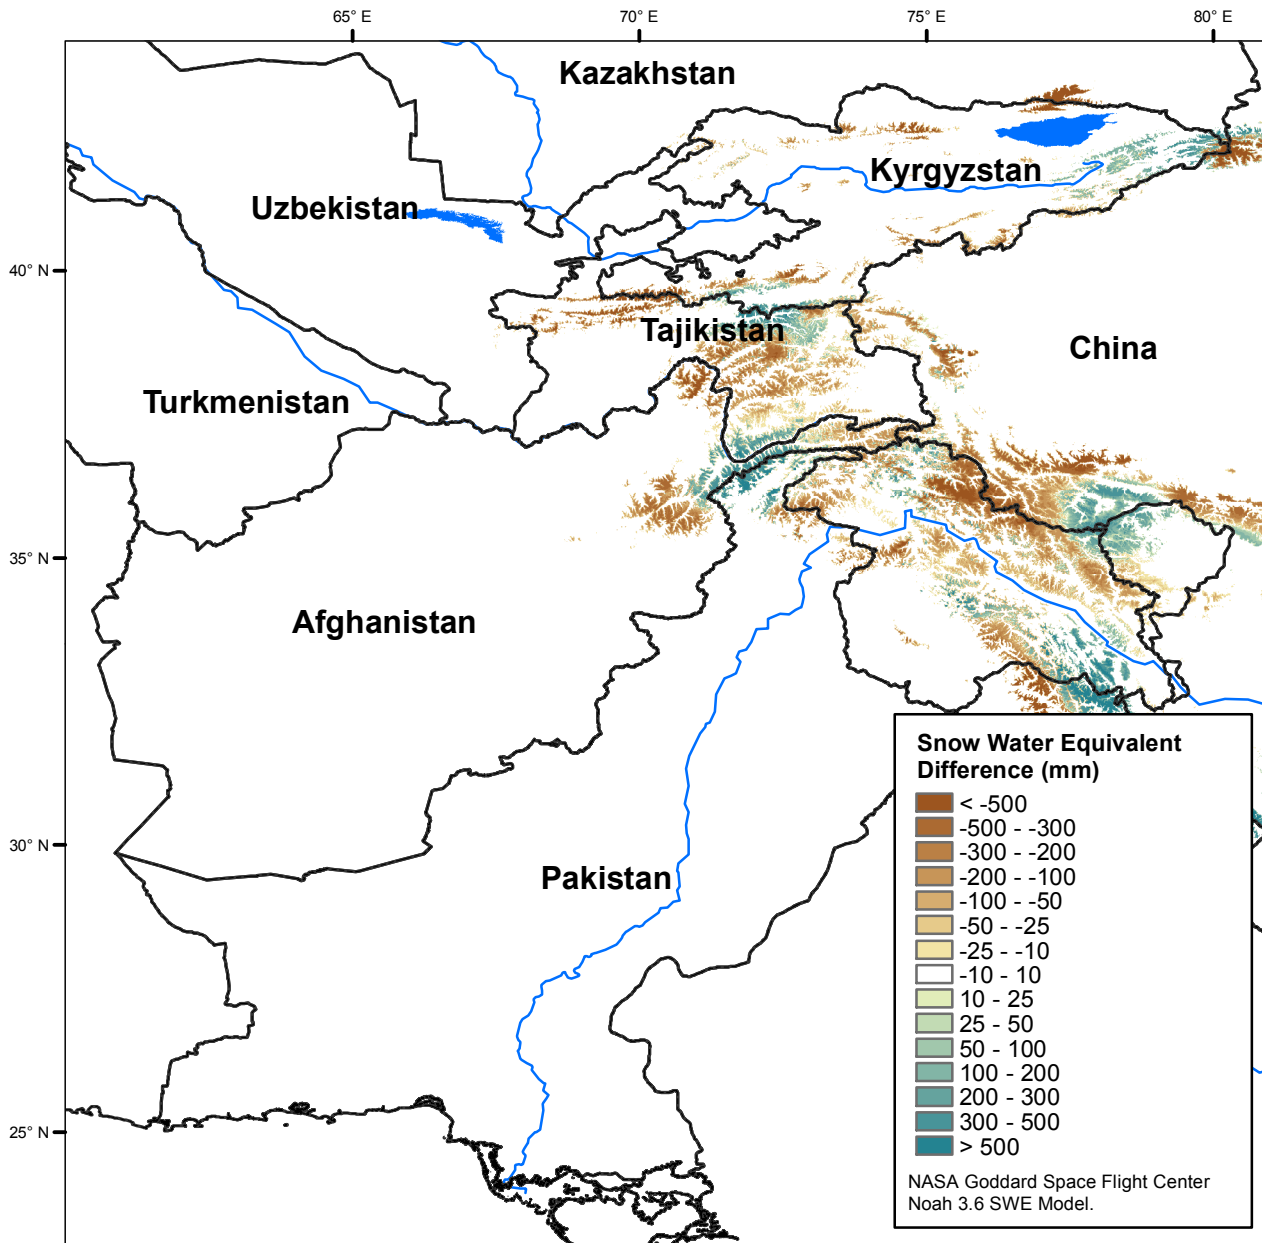 65° E
70° E
75° E
80° E
Kazakhstan
Kyrgyzstan
Uzbekistan
40° N
Tajikistan
China
Turkmenistan
35° N
Afghanistan
30° N
Pakistan
25° N
Snow Water Equivalent
Difference (mm)
< -500
-500 - -300
-300 - -200
-200 - -100
-100 - -50
-50 - -25
-25 - -10
-10 - 10
10 - 25
25 - 50
50 - 100
100 - 200
200 - 300
300 - 500
> 500
NASA Goddard Space Flight Center
Noah 3.6 SWE Model.